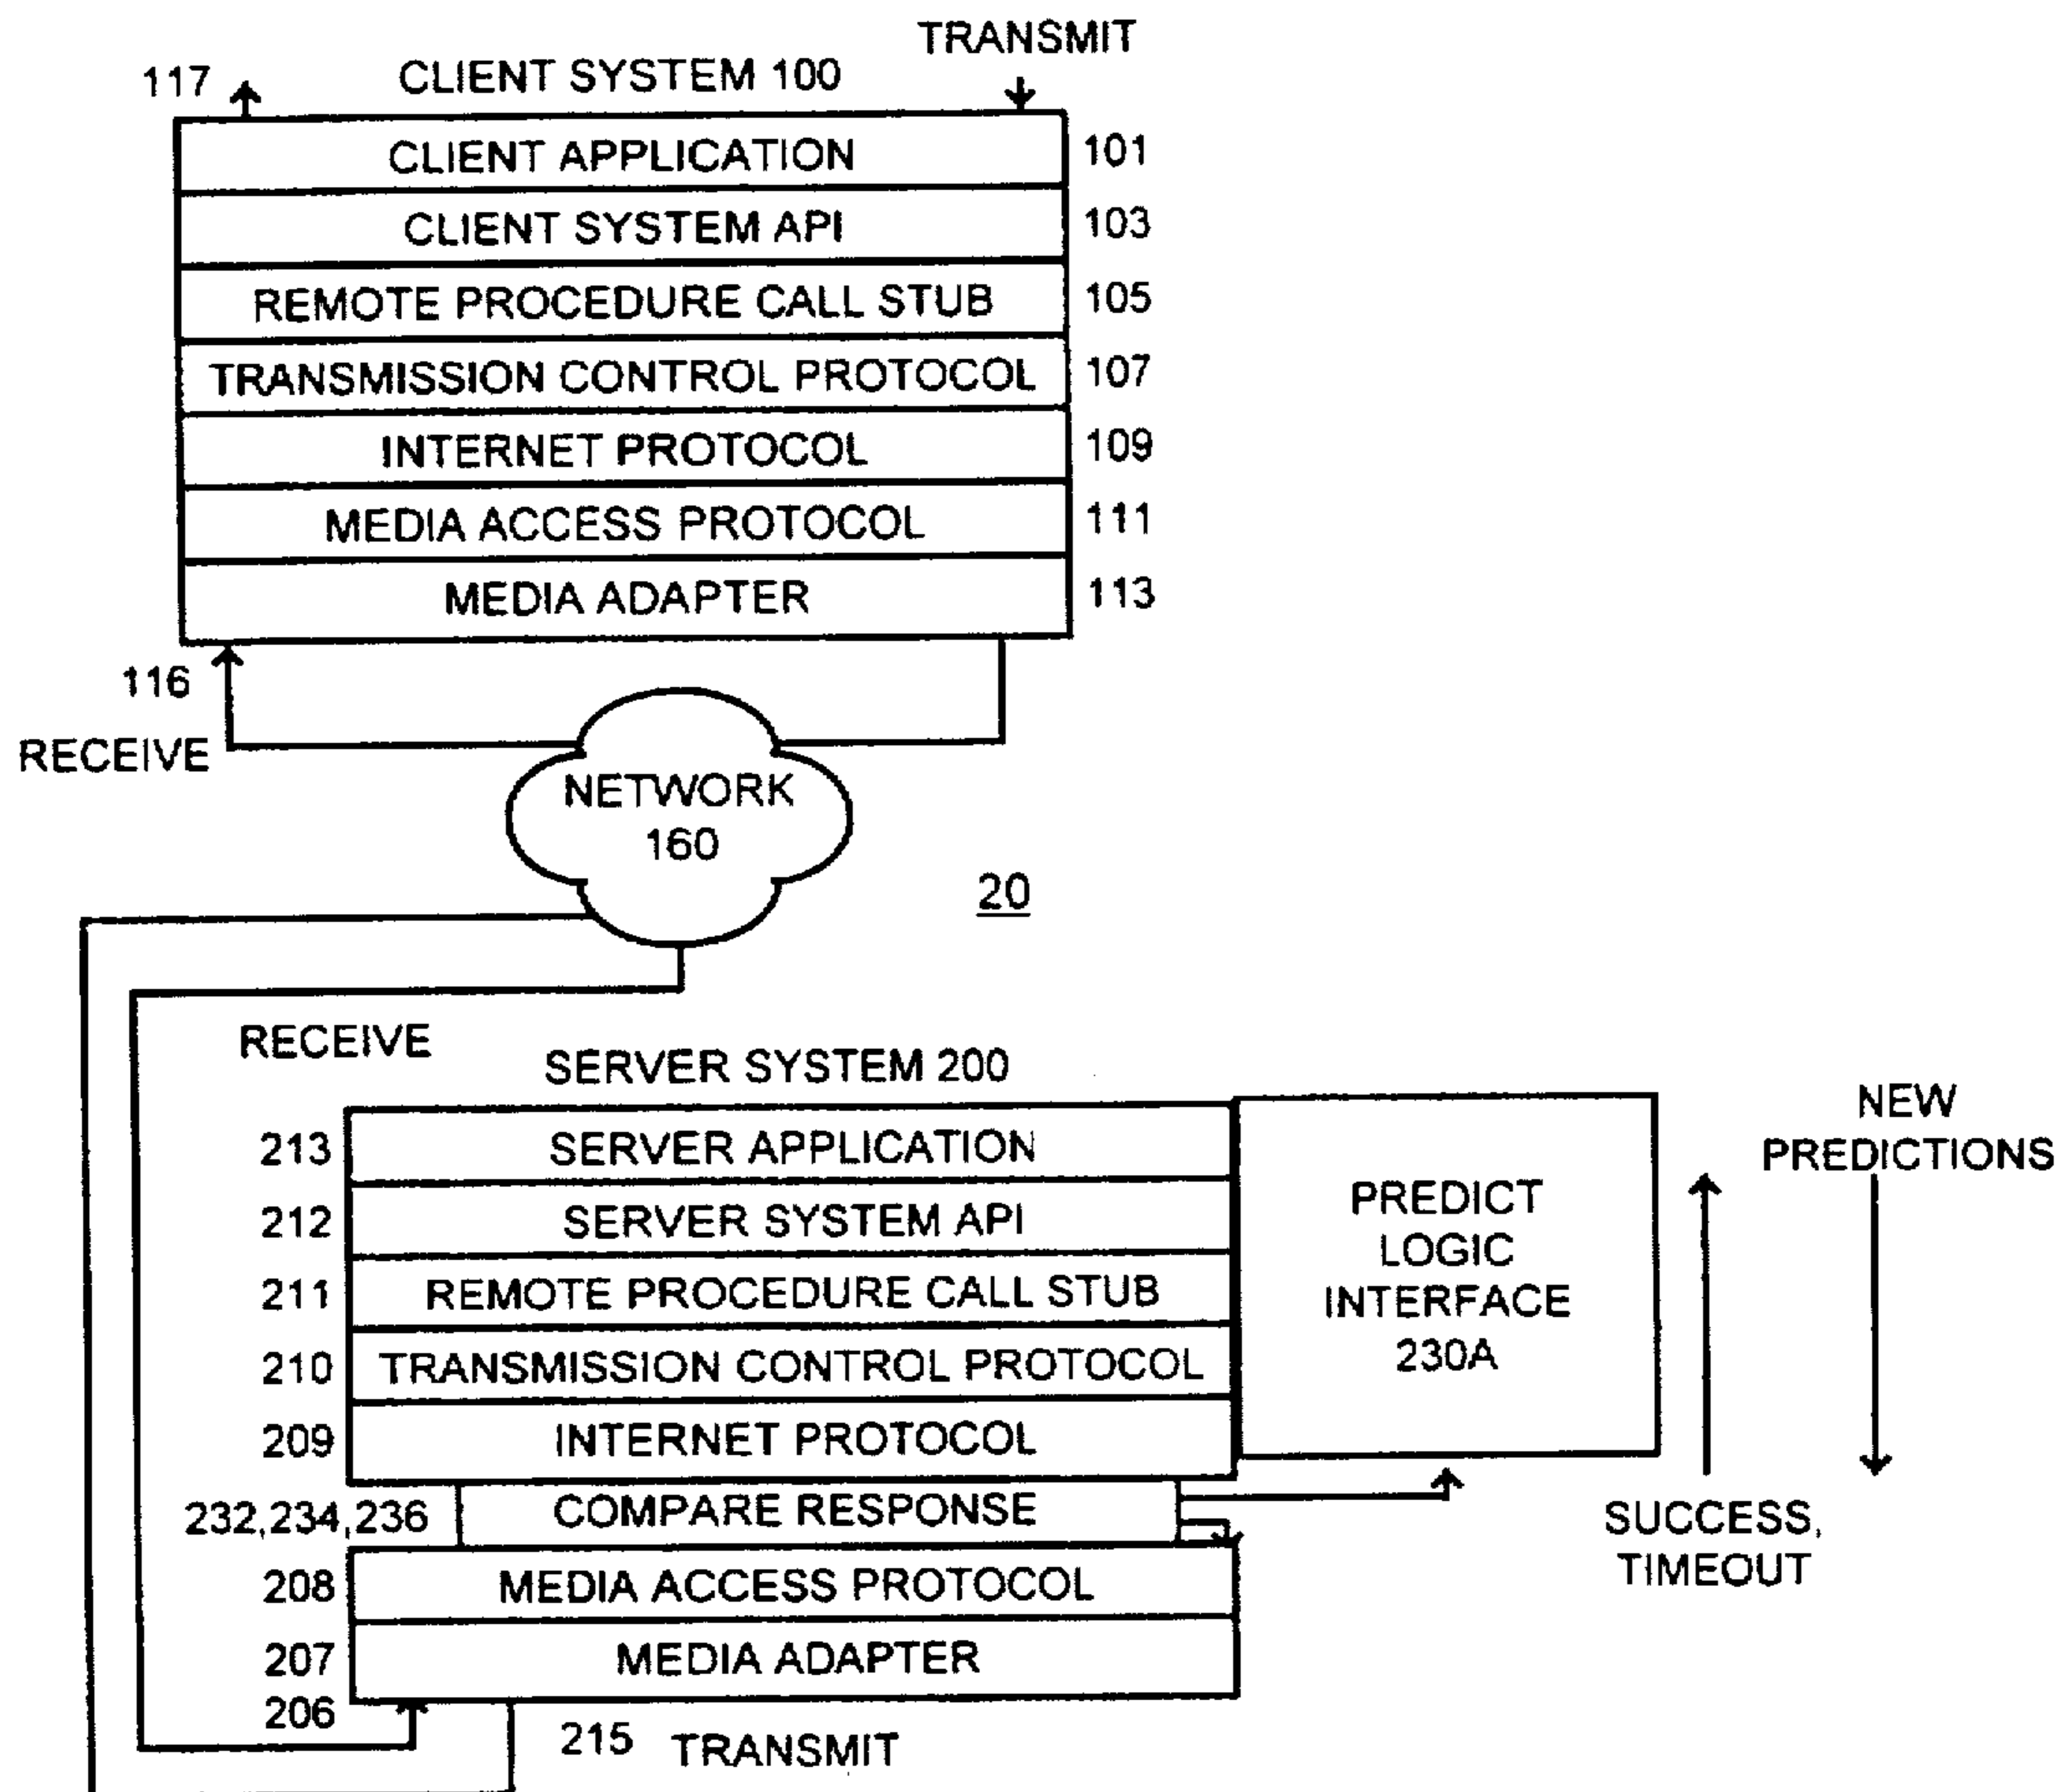 TRANSMIT
117 CLIENT SYSTEM 100
CLIENT APPLICATION 101
CLIENT SYSTEM API 103
REMOTE PROCEDURE CALL STUB 105
TRANSMISSION CONTROL PROTOCOL 107
INTERNET PROTOCOL 109
MEDIA ACCESS PROTOCOL 111
MEDIA ADAPTER 113
116
RECEIVE
NETWORK
160
20
RECEIVE
SERVER SYSTEM 200
213 SERVER APPLICATION
212 SERVER SYSTEM API
211 REMOTE PROCEDURE CALL STUB
210 TRANSMISSION CONTROL PROTOCOL
209 INTERNET PROTOCOL
232,234,236 COMPARE RESPONSE
208 MEDIA ACCESS PROTOCOL
207 MEDIA ADAPTER
206
215 TRANSMIT
PREDICT
LOGIC
INTERFACE
230A
NEW
PREDICTIONS
SUCCESS,
TIMEOUT